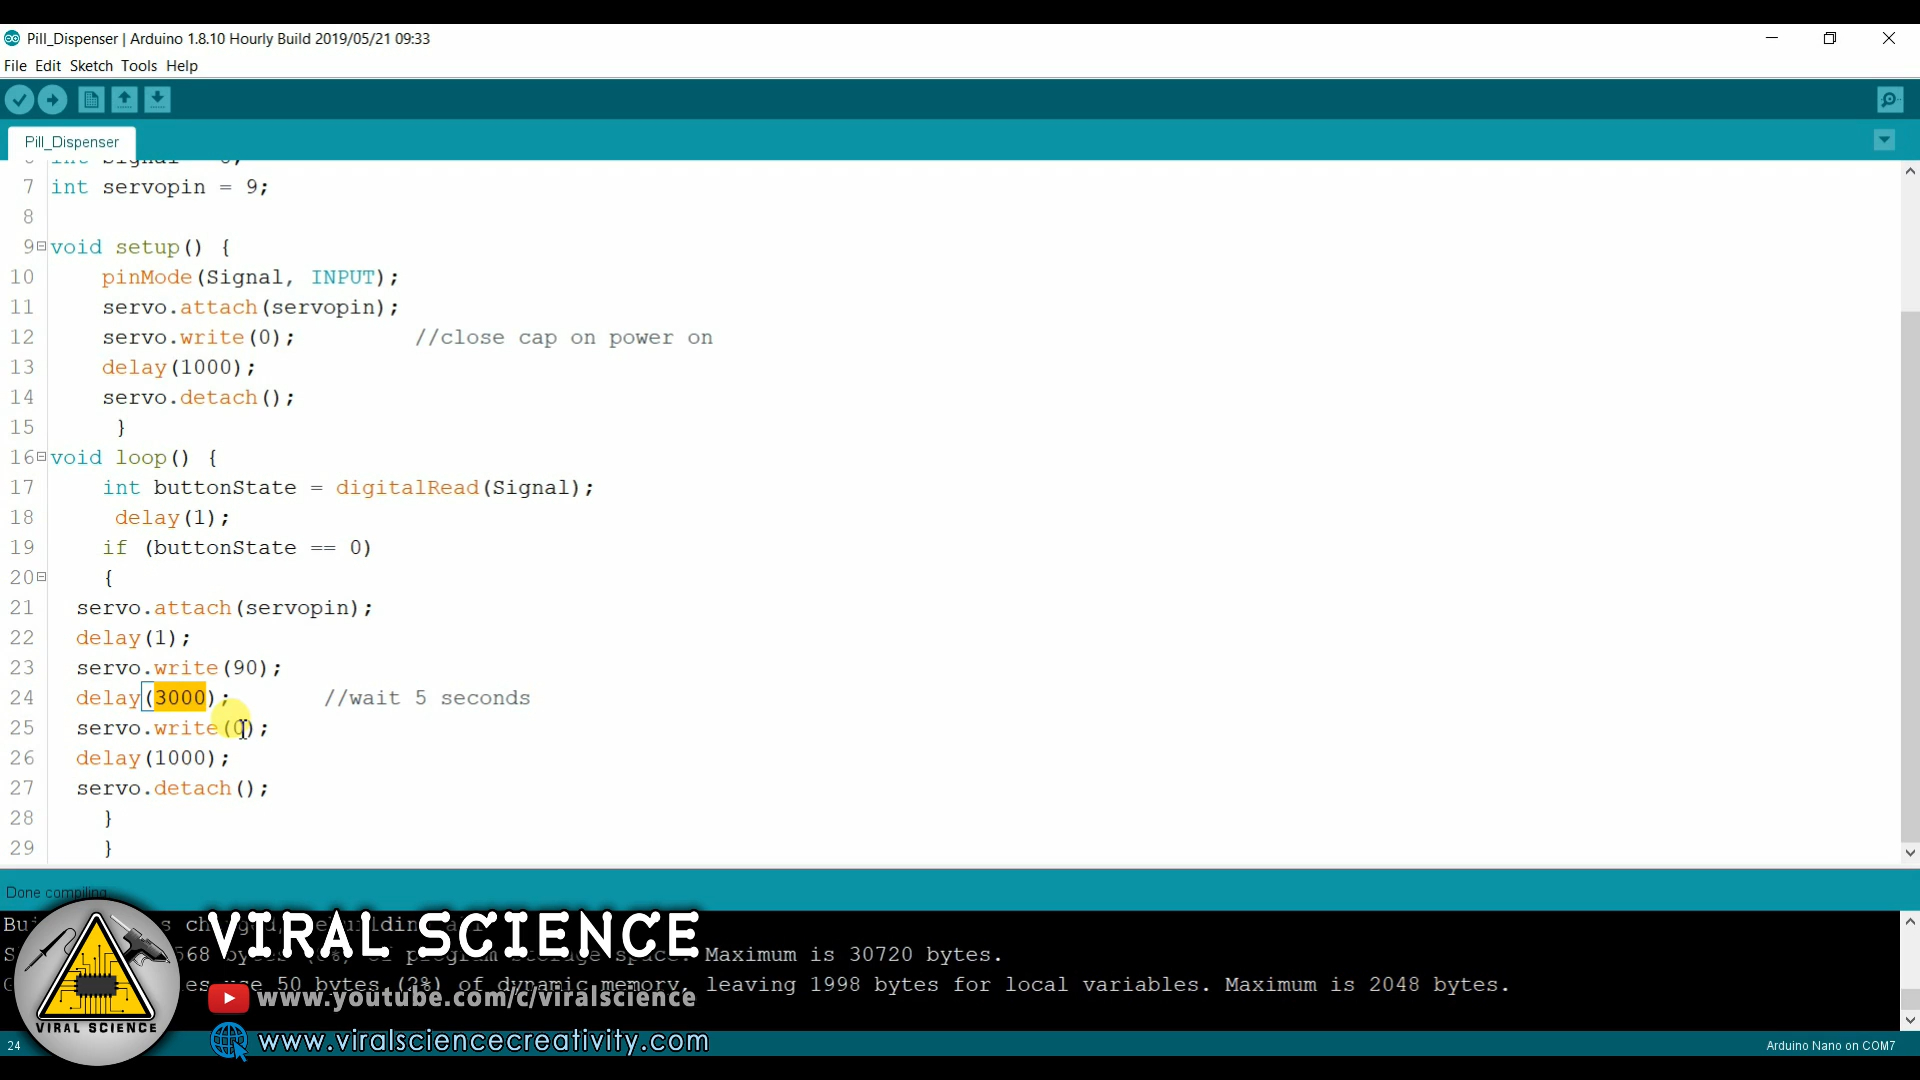 Pill_Dispenser | Arduino 1.8.10 Hourly Build 2019/05/21 09:33
File Edit Sketch Tools Help
Pill_Dispenser
7 int servopin = 9;
8
9 void setup() {
10 pinMode(Signal, INPUT);
11 servo.attach(servopin);
12 servo.write(0); //close cap on power on
13 delay(1000);
14 servo.detach();
15 }
16 void loop() {
17 int buttonState = digitalRead(Signal);
18 delay(1);
19 if (buttonState == 0)
20 {
21 servo.attach(servopin);
22 delay(1);
23 servo.write(90);
24 delay(3000); //wait 5 seconds
25 servo.write(0);
26 delay(1000);
27 servo.detach();
28 }
29 }
Done compiling.
VIRAL SCIENCE
Maximum is 30720 bytes.
use 50 bytes (2%) of dynamic memory, leaving 1998 bytes for local variables. Maximum is 2048 bytes.
www.youtube.com/c/viralscience
VIRAL SCIENCE
www.viralsciencecreativity.com
24
Arduino Nano on COM7